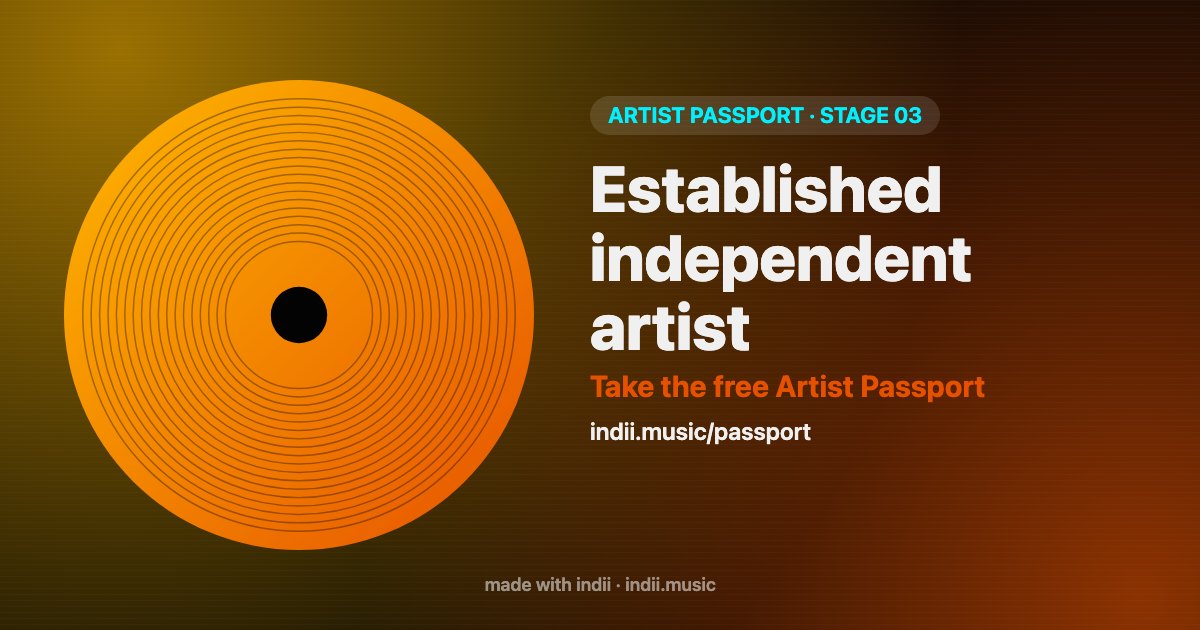 ARTIST PASSPORT · STAGE 03
Established
independent
artist
Take the free Artist Passport
indii.music/passport
made with indii · indii.music